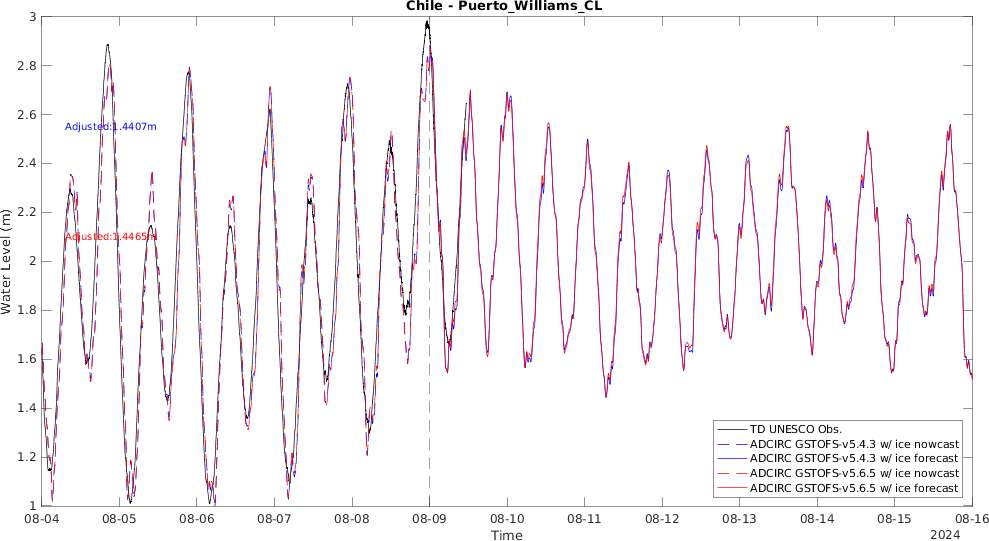 Chile - Puerto_Williams_CL
Water Level (m)
3
2.8
2.6
2.4
2.2
2
1.8
1.6
1.4
1.2
1
Adjusted:1.4407m
Adjusted:1.4465m
TD UNESCO Obs.
ADCIRC GSTOFS-v5.4.3 w/ ice nowcast
ADCIRC GSTOFS-v5.4.3 w/ ice forecast
ADCIRC GSTOFS-v5.6.5 w/ ice nowcast
ADCIRC GSTOFS-v5.6.5 w/ ice forecast
08-04 08-05 08-06 08-07 08-08 08-09 08-10 08-11 08-12 08-13 08-14 08-15 08-16
Time
2024